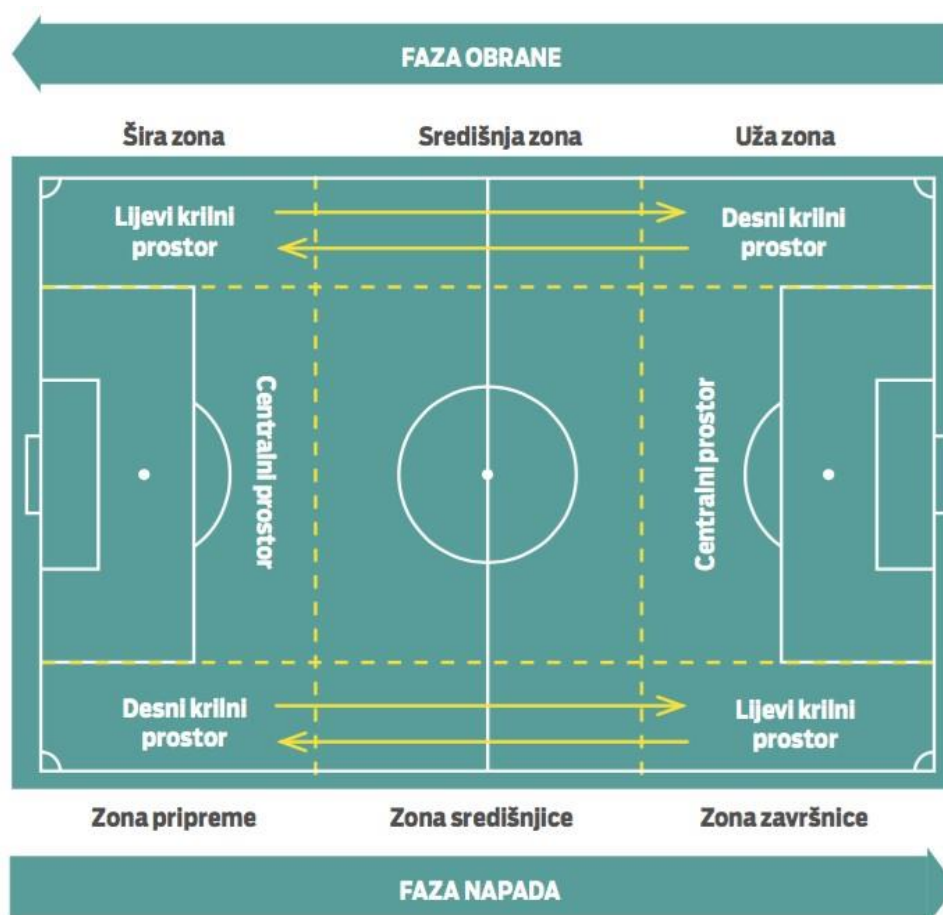 FAZA OBRANE
Šira zona
Središnja zona
Uža zona
Lijevi krilni
prostor
Desni krilni
prostor
Centralni prostor
Centralni prostor
Desni krilni
prostor
Lijevi krilni
prostor
Zona pripreme
Zona središnjice
Zona završnice
FAZA NAPADA